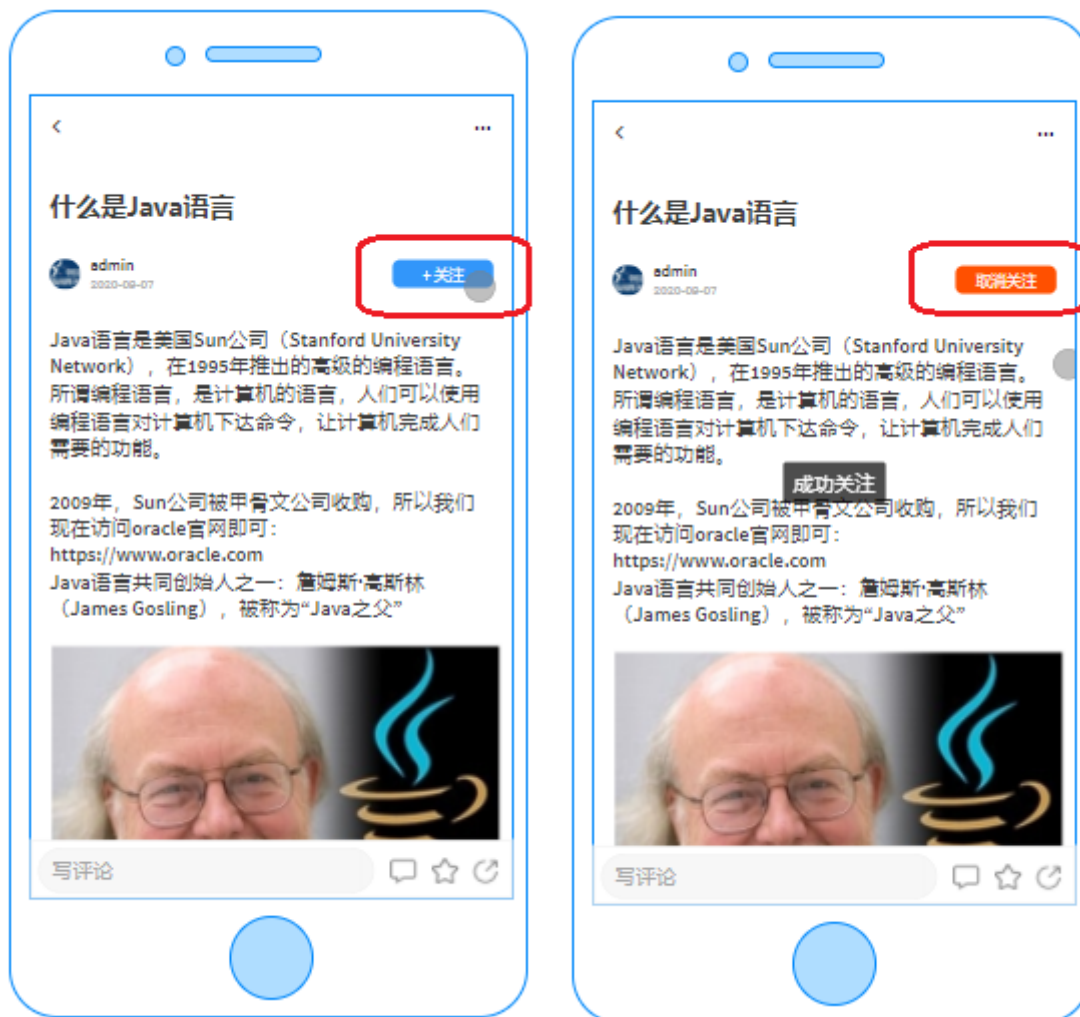 什么是Java语言
admin
+关注
2020-09-07
Java语言是美国Sun公司（Stanford University
Network），在1995年推出的高级的编程语言。
所谓编程语言，是计算机的语言，人们可以使用
编程语言对计算机下达命令，让计算机完成人们
需要的功能。
2009年，Sun公司被甲骨文公司收购，所以我们
现在访问oracle官网即可：
https://www.oracle.com
Java语言共同创始人之一：詹姆斯·高斯林
（James Gosling），被称为“Java之父”
写评论
什么是Java语言
admin
取消关注
2020-09-07
Java语言是美国Sun公司（Stanford University
Network），在1995年推出的高级的编程语言。
所谓编程语言，是计算机的语言，人们可以使用
编程语言对计算机下达命令，让计算机完成人们
需要的功能。
成功关注
2009年，Sun公司被甲骨文公司收购，所以我们
现在访问oracle官网即可：
https://www.oracle.com
Java语言共同创始人之一：詹姆斯·高斯林
（James Gosling），被称为“Java之父”
写评论